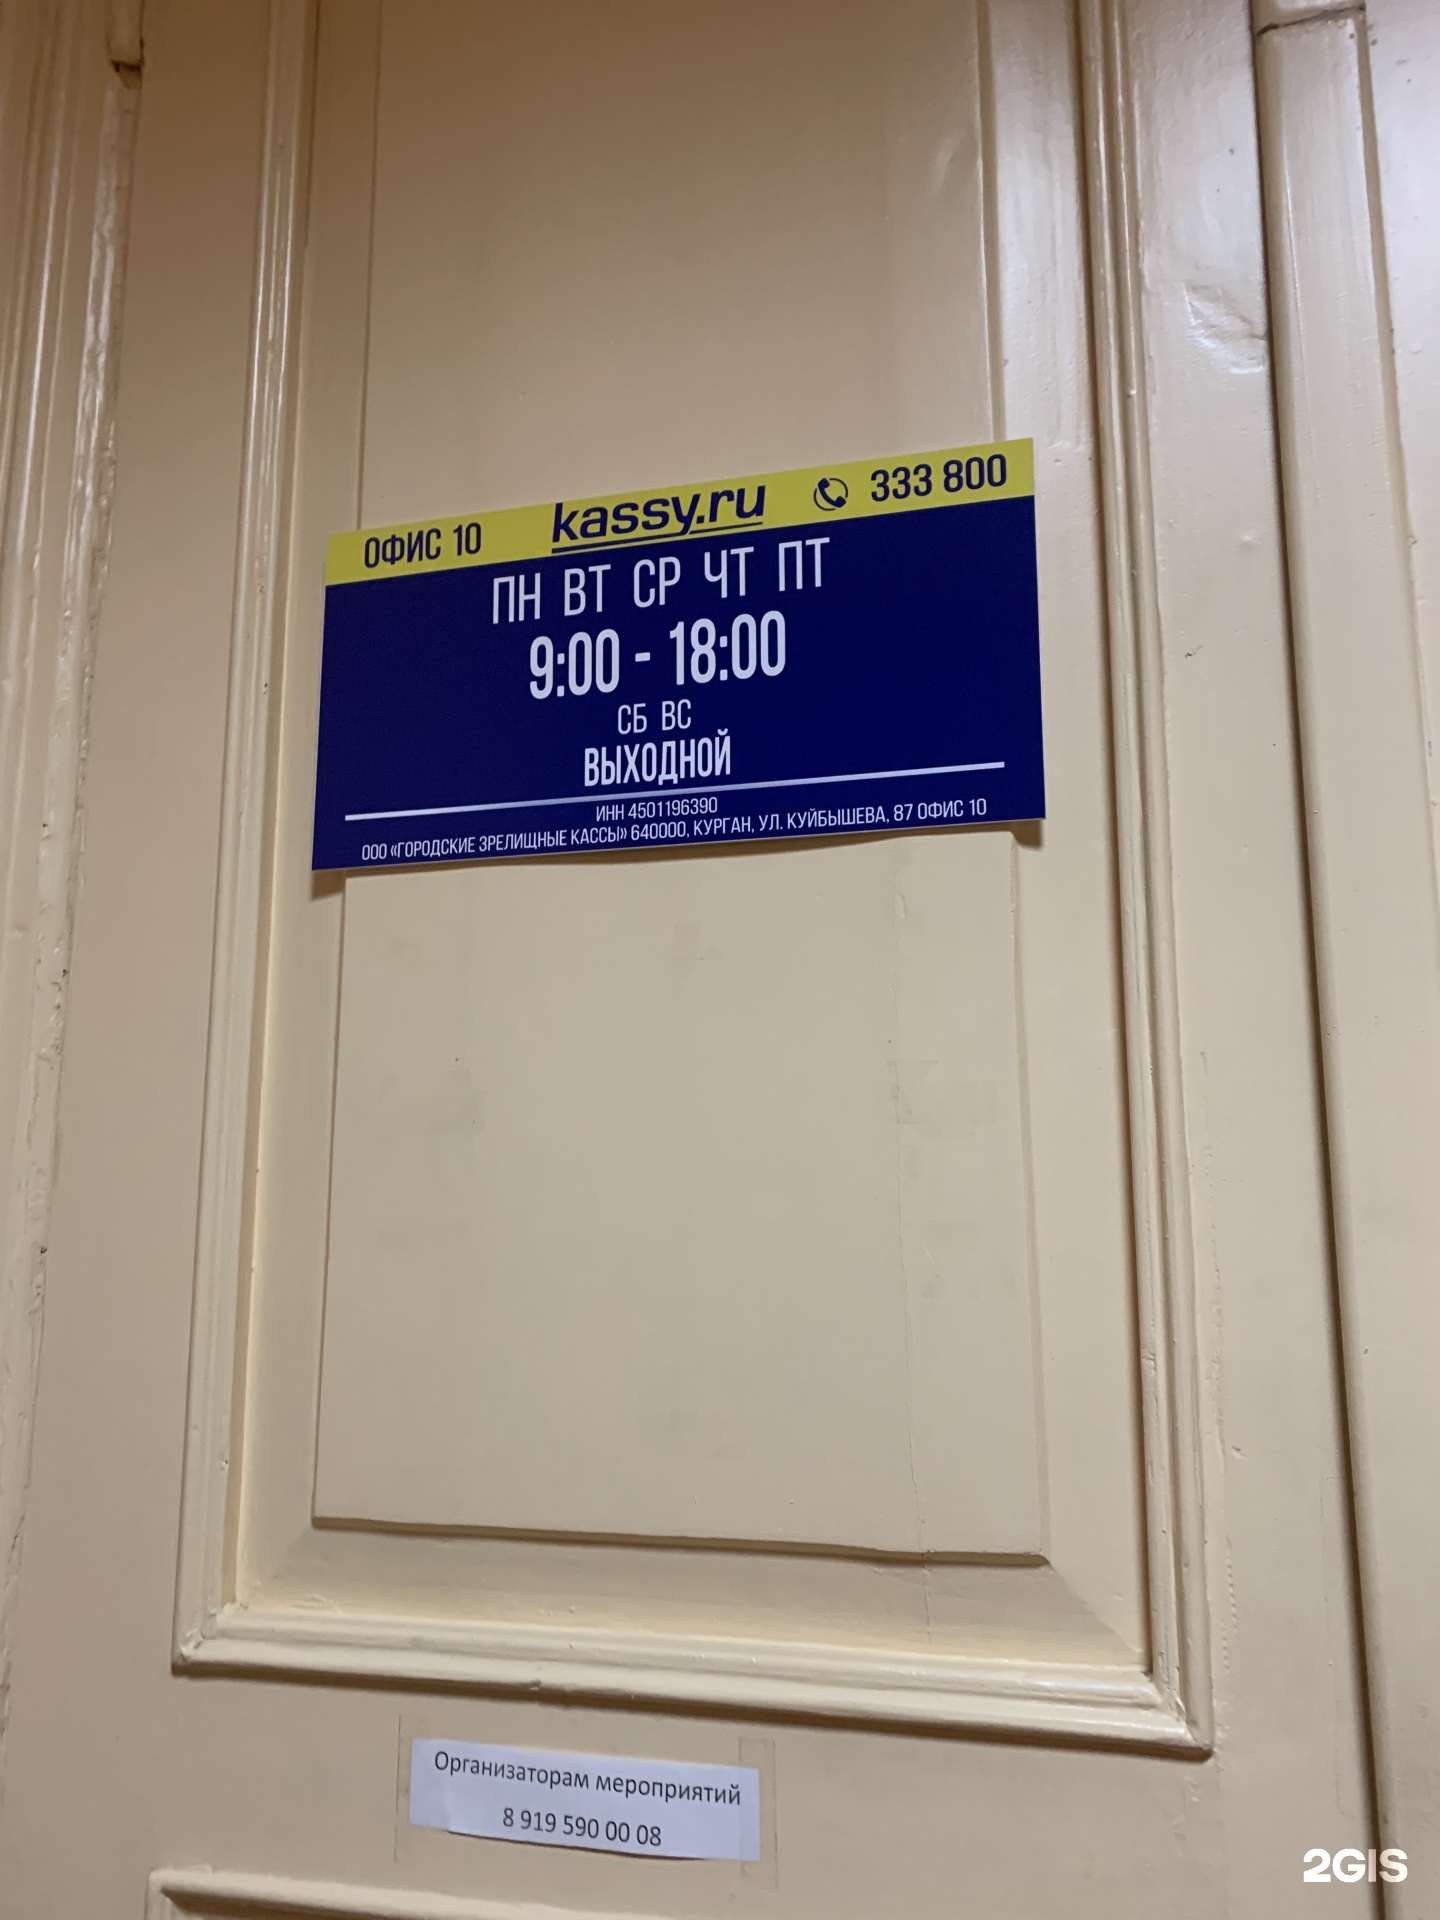 ОФИС 10 kassy.ru 333 800
ПН ВТ СР ЧТ ПТ
9:00 - 18:00
СБ ВС
ВЫХОДНОЙ
ИНН 4501196390
ООО «ГОРОДСКИЕ ЗРЕЛИЩНЫЕ КАССЫ» 640000, КУРГАН, УЛ. КУЙБЫШЕВА, 87 ОФИС 10
Организаторам мероприятий
8 919 590 00 08
2GIS